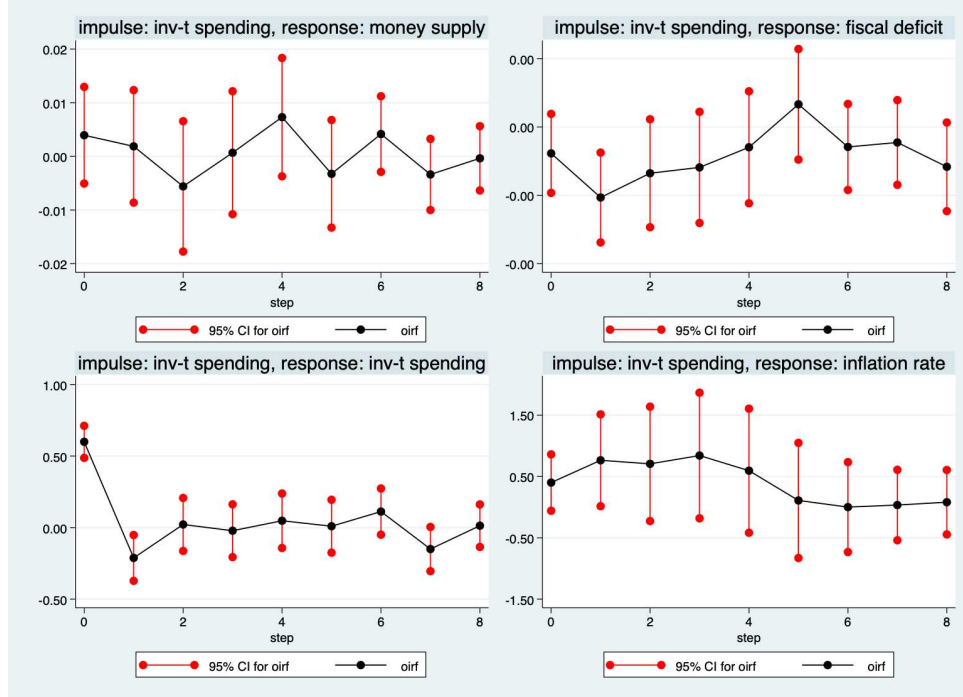 impulse: inv-t spending, response: money supply
0.02
0.01
0.00
-0.01
-0.02
0 2 4 6 8
step
95% CI for oirf oirf
impulse: inv-t spending, response: fiscal deficit
0.00
0.00
-0.00
-0.00
0 2 4 6 8
step
95% CI for oirf oirf
impulse: inv-t spending, response: inv-t spending
1.00
0.50
0.00
-0.50
0 2 4 6 8
step
95% CI for oirf oirf
impulse: inv-t spending, response: inflation rate
1.50
0.50
-0.50
-1.50
0 2 4 6 8
step
95% CI for oirf oirf